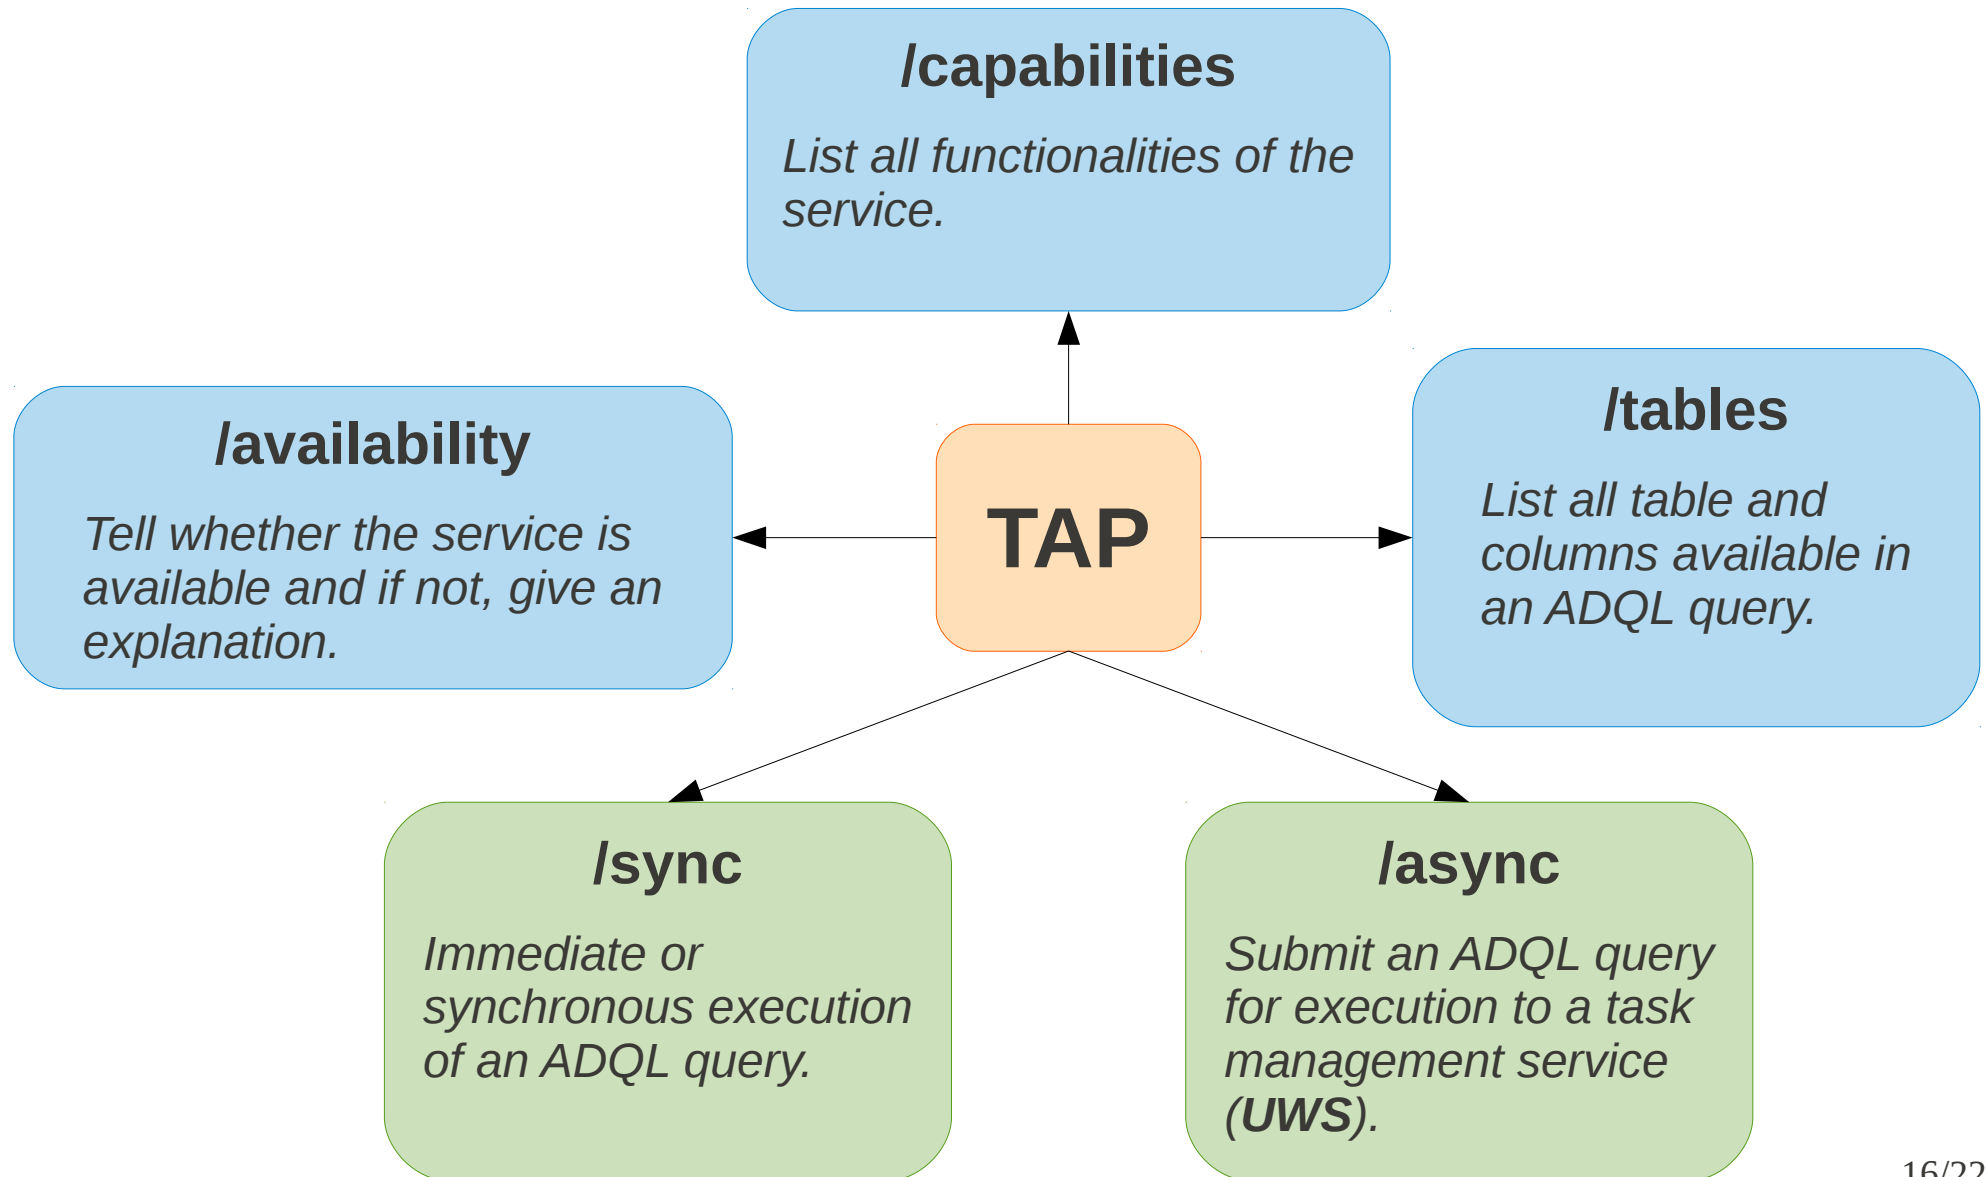 /capabilities
List all functionalities of the
service.
/availability
Tell whether the service is
available and if not, give an
explanation.
TAP
/tables
List all table and
columns available in
an ADQL query.
/sync
Immediate or
synchronous execution
of an ADQL query.
/async
Submit an ADQL query
for execution to a task
management service
(UWS).
16/22